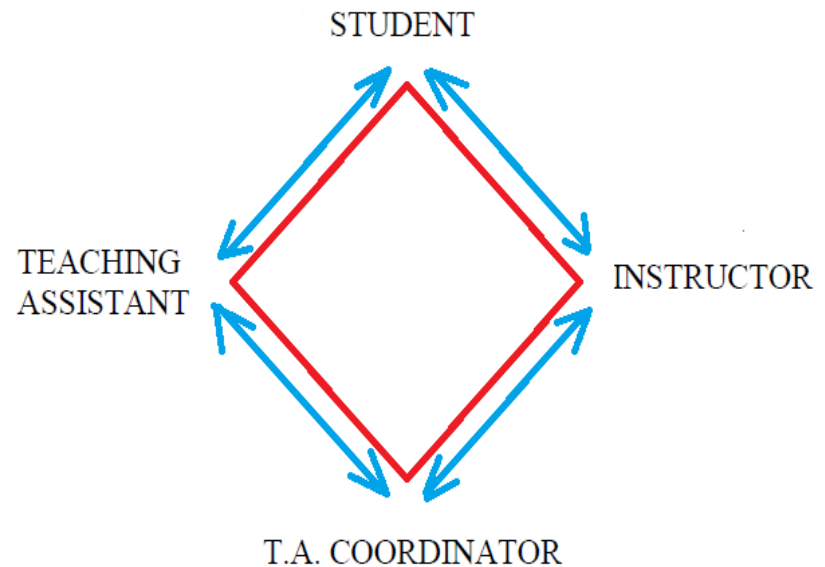 STUDENT
TEACHING
ASSISTANT
INSTRUCTOR
T.A. COORDINATOR